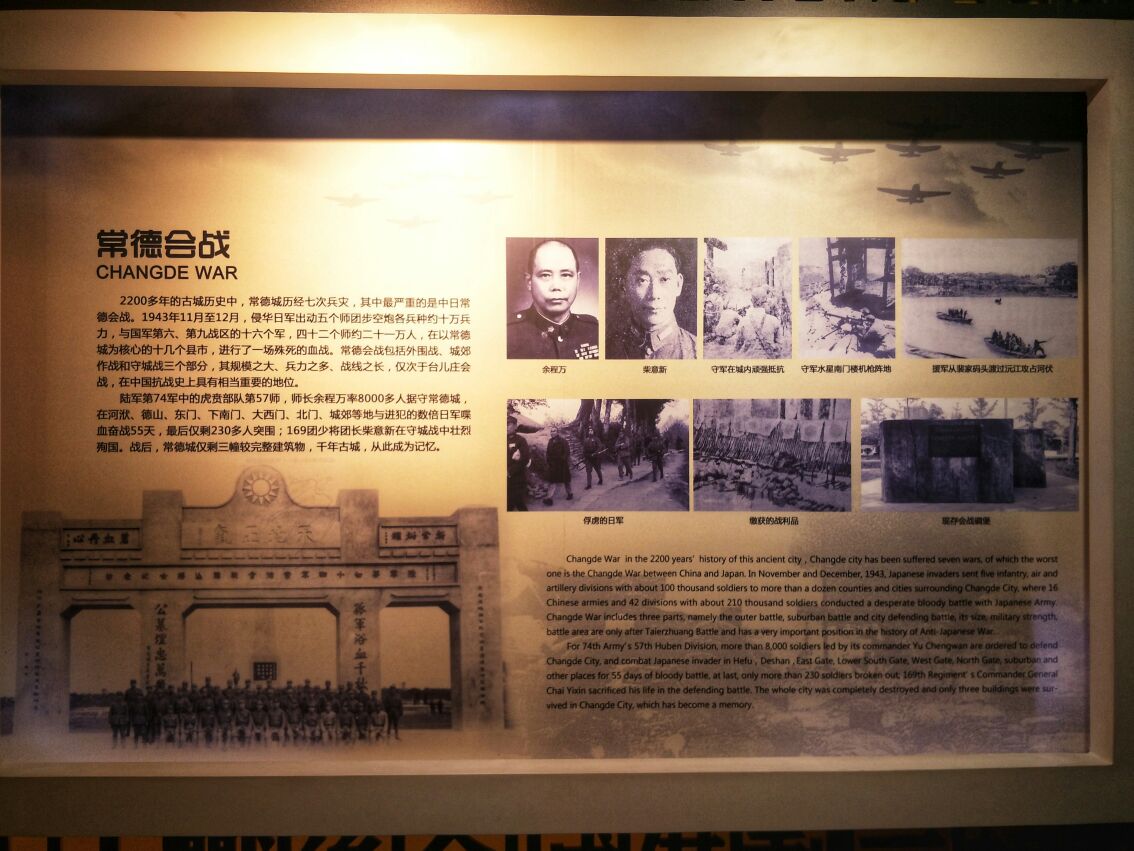 常德会战
CHANGDE WAR
2200多年的古城历史中，常德城历经七次兵灾，其中最严重的是中日常
德会战。1943年11月至12月，侵华日军出动五个师团步空炮各兵种约十万兵
力，与国军第六、第九战区的十六个军，四十二个师约二十一万人，在以常德
城为核心的十几个县市，进行了一场殊死的血战。常德会战包括外围战、城郊
作战和守城战三个部分，其规模之大、兵力之多、战线之长，仅次于台儿庄会
战，在中国抗战史上具有相当重要的地位。
陆军第74军中的虎贲部队第57师，师长余程万率8000多人据守常德城，
在河洑、德山、东门、下南门、大西门、北门、城郊等地与进犯的数倍日军喋
血奋战55天，最后仅剩230多人突围；169团少将团长柴意新在守城战中壮烈
殉国。战后，常德城仅剩三幢较完整建筑物，千年古城，从此成为记忆。
余程万
柴意新
守军在城内顽强抵抗
守军水星南门楼机枪阵地
援军从裴家码头渡过沅江攻占河伏
俘虏的日军
缴获的战利品
现存会战碉堡
Changde War in the 2200 years' history of this ancient city , Changde city has been suffered seven wars, of which the worst
one is the Changde War between China and Japan. In November and December, 1943, Japanese invaders sent five infantry, air and
artillery divisions with about 100 thousand soldiers to more than a dozen counties and cities surrounding Changde City, where 16
Chinese armies and 42 divisions with about 210 thousand soldiers conducted a desperate bloody battle with Japanese Army.
Changde War includes three parts, namely the outer battle, suburban battle and city defending battle, its size, military strength,
battle area are only after Taierzhuang Battle and has a very important position in the history of Anti-Japanese War.
For 74th Army's 57th Huben Division, more than 8,000 soldiers led by its commander Yu Chengwan are ordered to defend
Changde City, and combat Japanese invader in Hefu , Deshan , East Gate, Lower South Gate, West Gate, North Gate, suburban and
other places for 55 days of bloody battle, at last, only more than 230 soldiers broken out; 169th Regiment' s Commander General
Chai Yixin sacrificed his life in the defending battle. The whole city was completely destroyed and only three buildings were sur-
vived in Changde City, which has become a memory.
天地正氣
碧血丹心